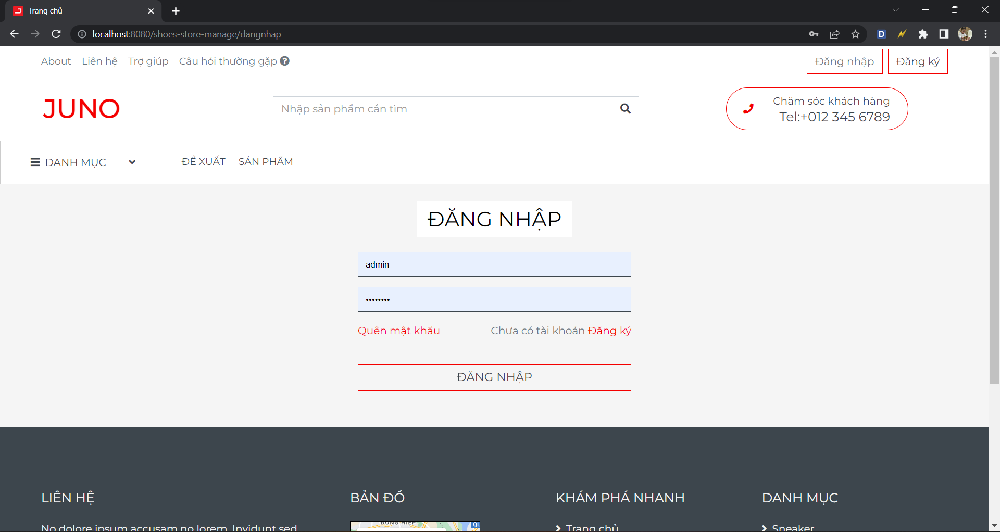 Trang chủ
localhost:8080/shoes-store-manage/dangnhap
About Liên hệ Trợ giúp Câu hỏi thường gặp
Đăng nhập Đăng ký
JUNO
Nhập sản phẩm cần tìm
Chăm sóc khách hàng
Tel:+012 345 6789
DANH MỤC ĐỀ XUẤT SẢN PHẨM
ĐĂNG NHẬP
admin
••••••••
Quên mật khẩu Chưa có tài khoản Đăng ký
ĐĂNG NHẬP
LIÊN HỆ BẢN ĐỒ KHÁM PHÁ NHANH DANH MỤC
No dolore ipsum accusam no lorem. Invidunt sed
ĐÔNG HIỆP
QL
Trang chủ
Sneaker